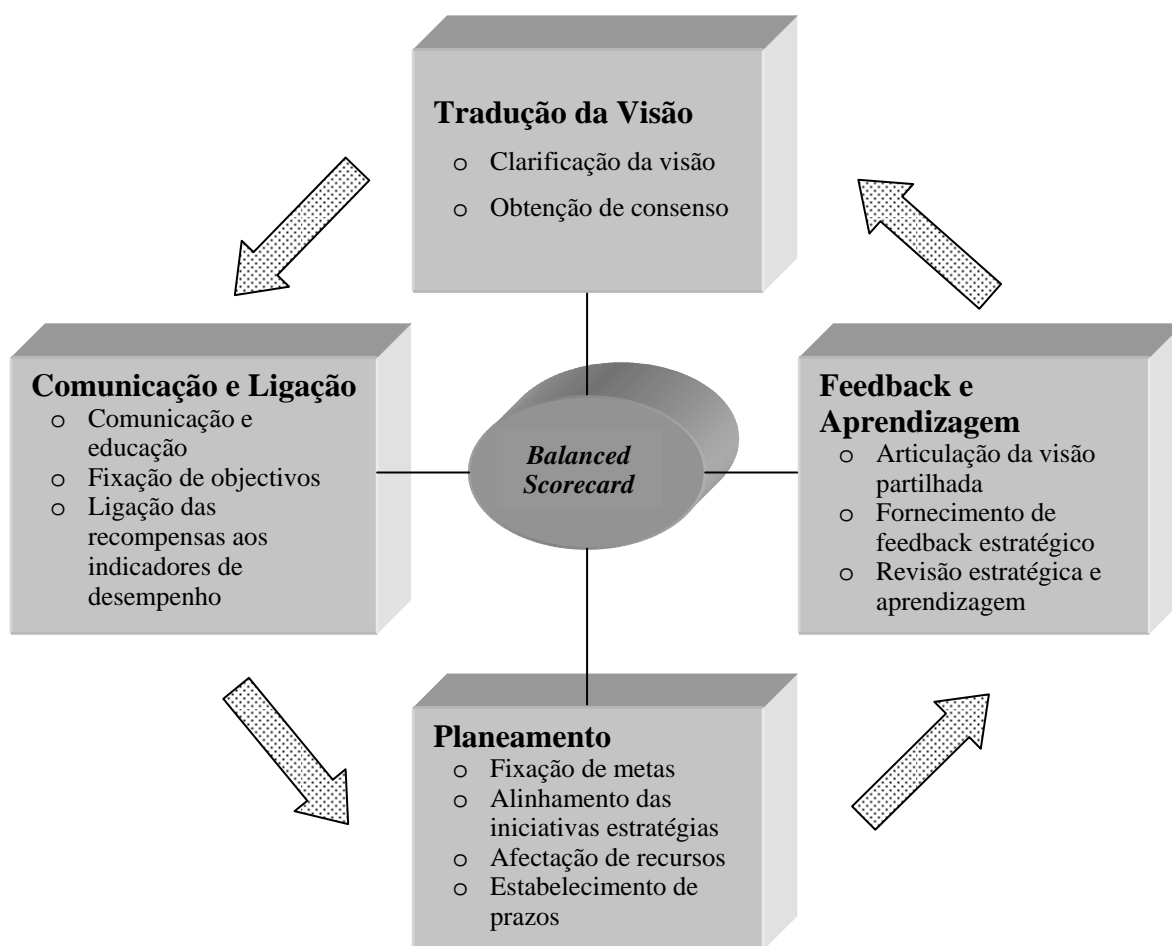 Tradução da Visão
o Clarificação da visão
o Obtenção de consenso
Comunicação e Ligação
o Comunicação e
educação
o Fixação de objectivos
o Ligação das
recompensas aos
indicadores de
desempenho
Balanced
Scorecard
Feedback e
Aprendizagem
o Articulação da visão
partilhada
o Fornecimento de
feedback estratégico
o Revisão estratégica e
aprendizagem
Planeamento
o Fixação de metas
o Alinhamento das
iniciativas estratégias
o Afectação de recursos
o Estabelecimento de
prazos